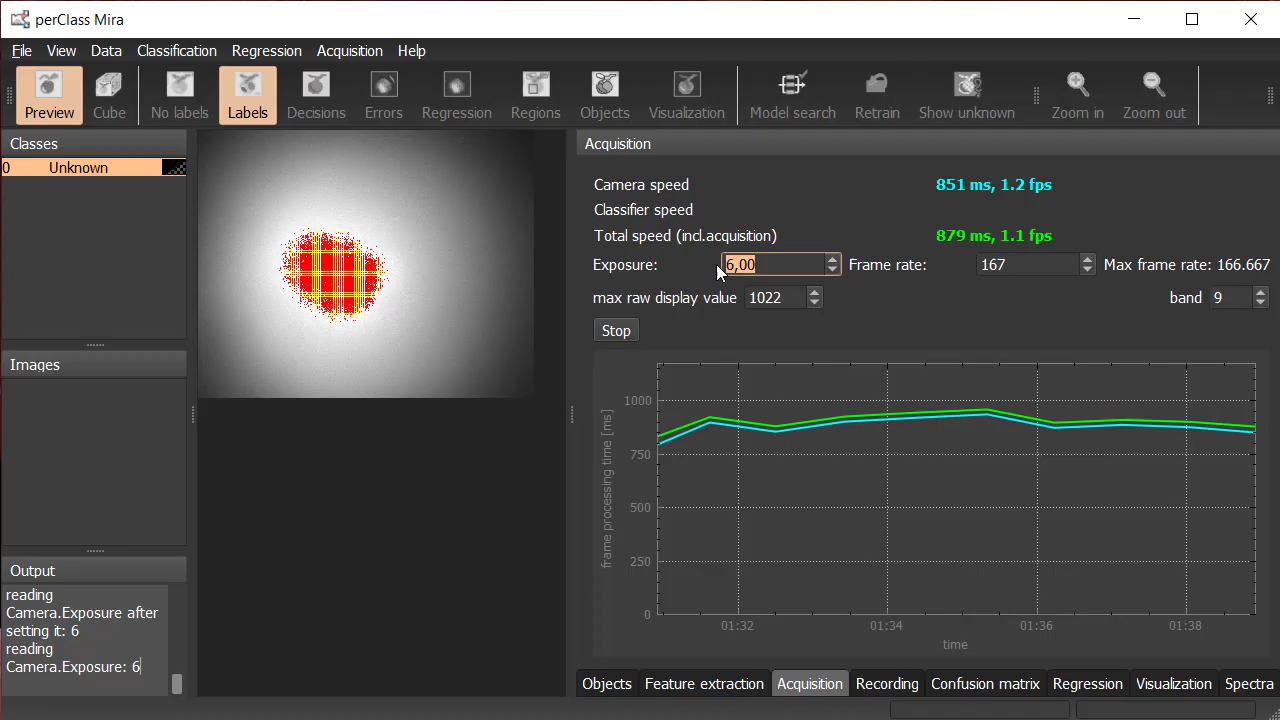 perClass Mira
File View Data Classification Regression Acquisition Help
Preview Cube No labels Labels Decisions Errors Regression Regions Objects Visualization Model search Retrain Show unknown Zoom in Zoom out
Classes
0 Unknown
Images
Output
reading
Camera.Exposure after
setting it: 6
reading
Camera.Exposure: 6
Acquisition
Camera speed 851 ms, 1.2 fps
Classifier speed
Total speed (incl.acquisition) 879 ms, 1.1 fps
Exposure: 6,00 Frame rate: 167 Max frame rate: 166.667
max raw display value 1022 band 9
Stop
frame processing time [ms]
1000
750
500
250
0
01:32 01:34 01:36 01:38
time
Objects Feature extraction Acquisition Recording Confusion matrix Regression Visualization Spectra